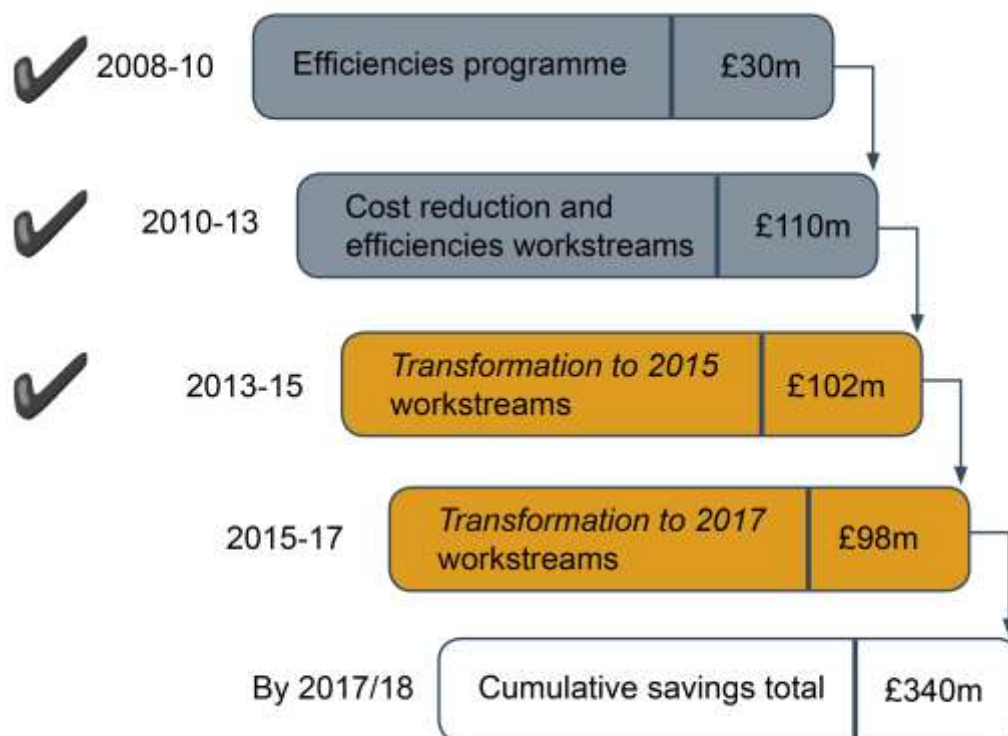 2008-10 Efficiencies programme £30m
2010-13 Cost reduction and
efficiencies workstreams £110m
2013-15 Transformation to 2015
workstreams £102m
2015-17 Transformation to 2017
workstreams £98m
By 2017/18 Cumulative savings total £340m